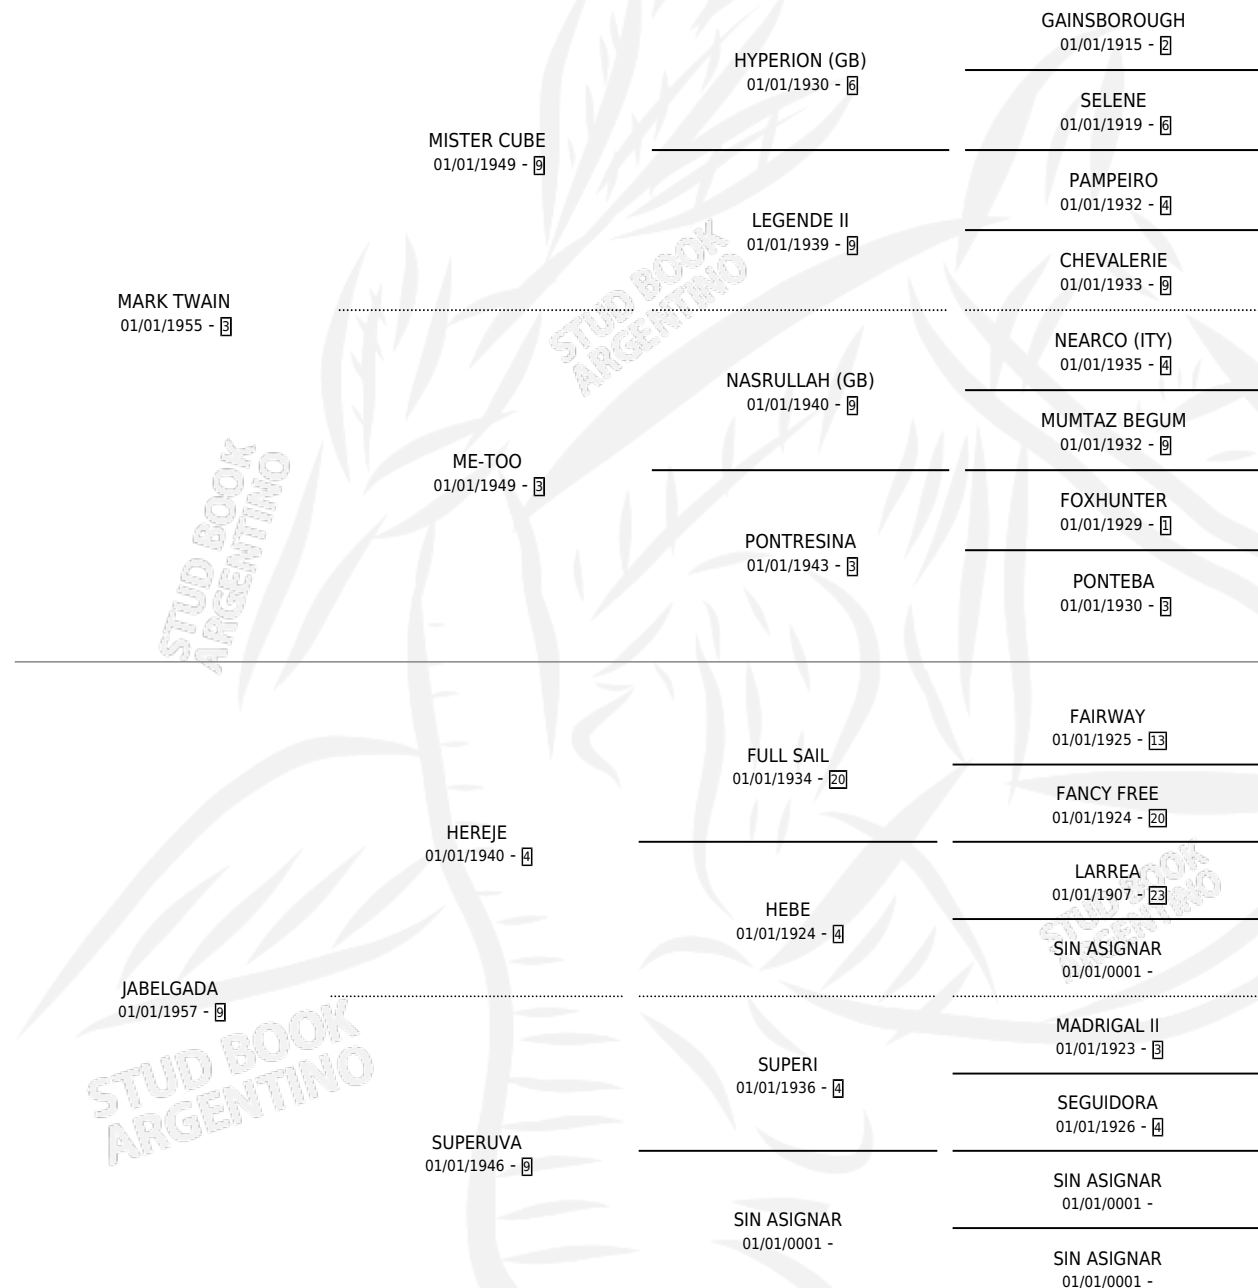 GAINSBOROUGH
01/01/1915 - 2
HYPERION (GB)
01/01/1930 - 6
SELENE
01/01/1919 - 6
MISTER CUBE
01/01/1949 - 9
PAMPEIRO
01/01/1932 - 4
LEGENDE II
01/01/1939 - 9
CHEVALERIE
01/01/1933 - 9
MARK TWAIN
01/01/1955 - 3
NEARCO (ITY)
01/01/1935 - 4
NASRULLAH (GB)
01/01/1940 - 9
MUMTAZ BEGUM
01/01/1932 - 9
ME-TOO
01/01/1949 - 3
FOXHUNTER
01/01/1929 - 1
PONTRESINA
01/01/1943 - 3
PONTEBA
01/01/1930 - 3
FAIRWAY
01/01/1925 - 13
FULL SAIL
01/01/1934 - 20
FANCY FREE
01/01/1924 - 20
HEREJE
01/01/1940 - 4
LARREA
01/01/1907 - 23
HEBE
01/01/1924 - 4
SIN ASIGNAR
01/01/0001 -
JABELGADA
01/01/1957 - 9
MADRIGAL II
01/01/1923 - 3
SUPERI
01/01/1936 - 4
SEGUIDORA
01/01/1926 - 4
SUPERUVA
01/01/1946 - 9
SIN ASIGNAR
01/01/0001 -
SIN ASIGNAR
01/01/0001 -
SIN ASIGNAR
01/01/0001 -
STUD BOOK
ARGENTINO
STUD BOOK
ARGENTINO
STUD BOOK
ARGENTINO
STUD BOOK
ARGENTINO